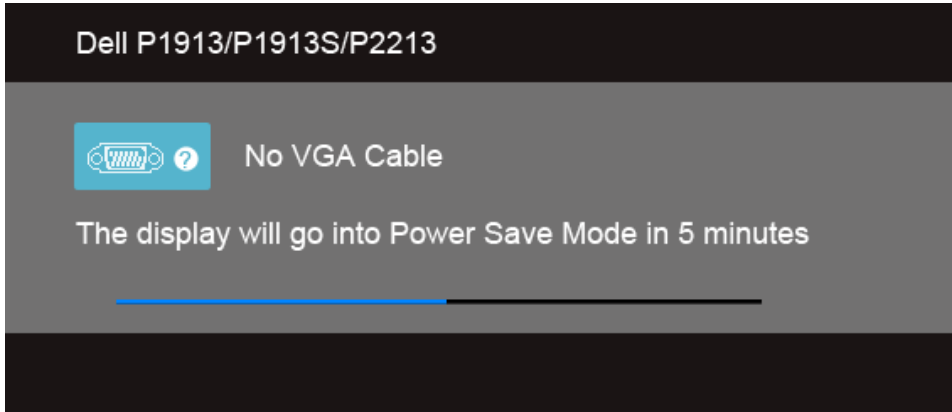 Dell P1913/P1913S/P2213
?
No VGA Cable
The display will go into Power Save Mode in 5 minutes